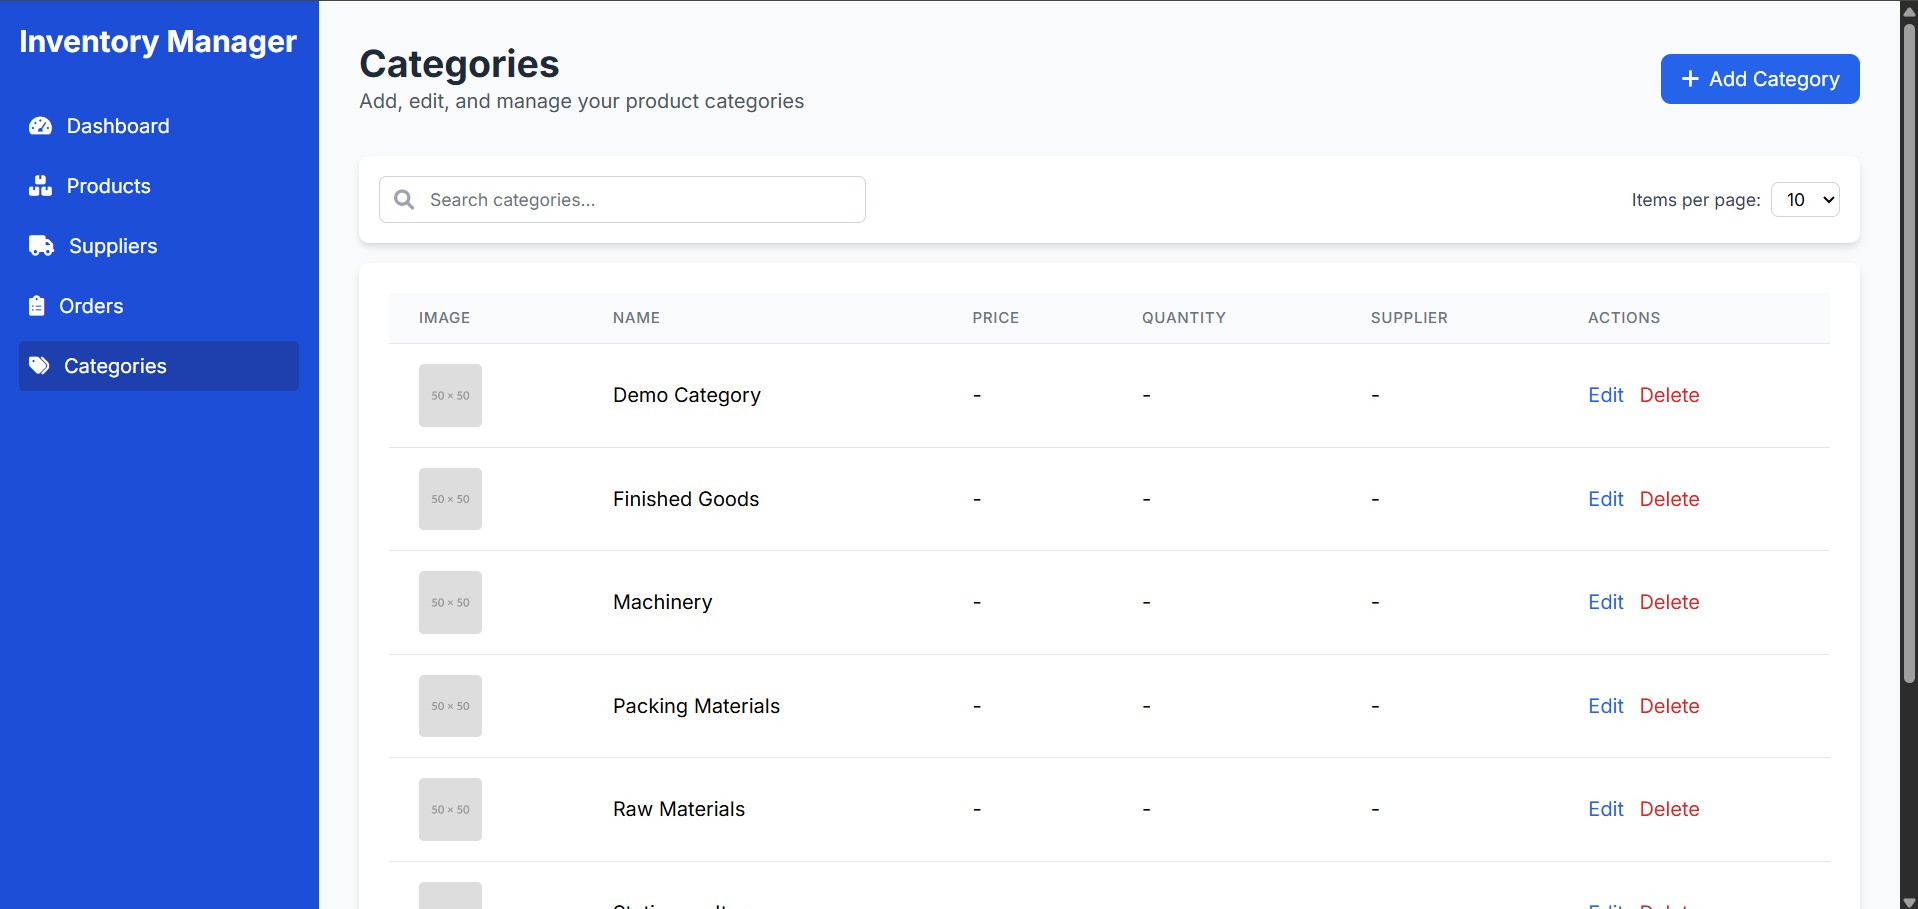 Inventory Manager
Dashboard
Products
Suppliers
Orders
Categories
Categories
Add, edit, and manage your product categories
+ Add Category
Search categories...
Items per page: 10
IMAGE NAME PRICE QUANTITY SUPPLIER ACTIONS
50 × 50 Demo Category - - - Edit Delete
50 × 50 Finished Goods - - - Edit Delete
50 × 50 Machinery - - - Edit Delete
50 × 50 Packing Materials - - - Edit Delete
50 × 50 Raw Materials - - - Edit Delete